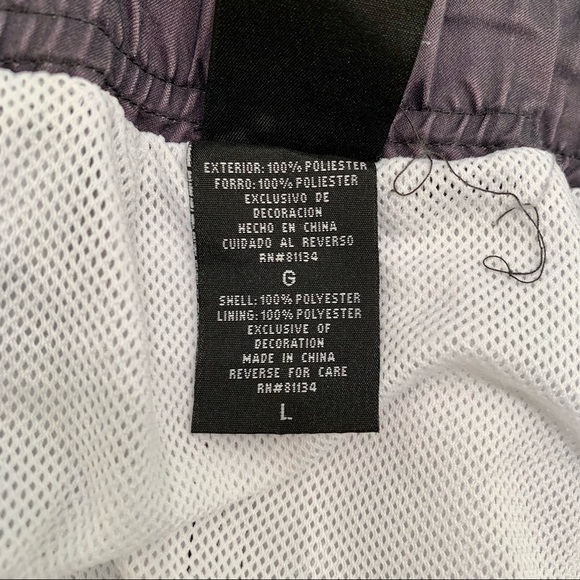 EXTERIOR: 100% POLIESTER
FORRO: 100% POLIESTER
EXCLUSIVO DE
DECORACION
HECHO EN CHINA
CUIDADO AL REVERSO
RN#81134
G
SHELL: 100% POLYESTER
LINING: 100% POLYESTER
EXCLUSIVE OF
DECORATION
MADE IN CHINA
REVERSE FOR CARE
RN#81134
L